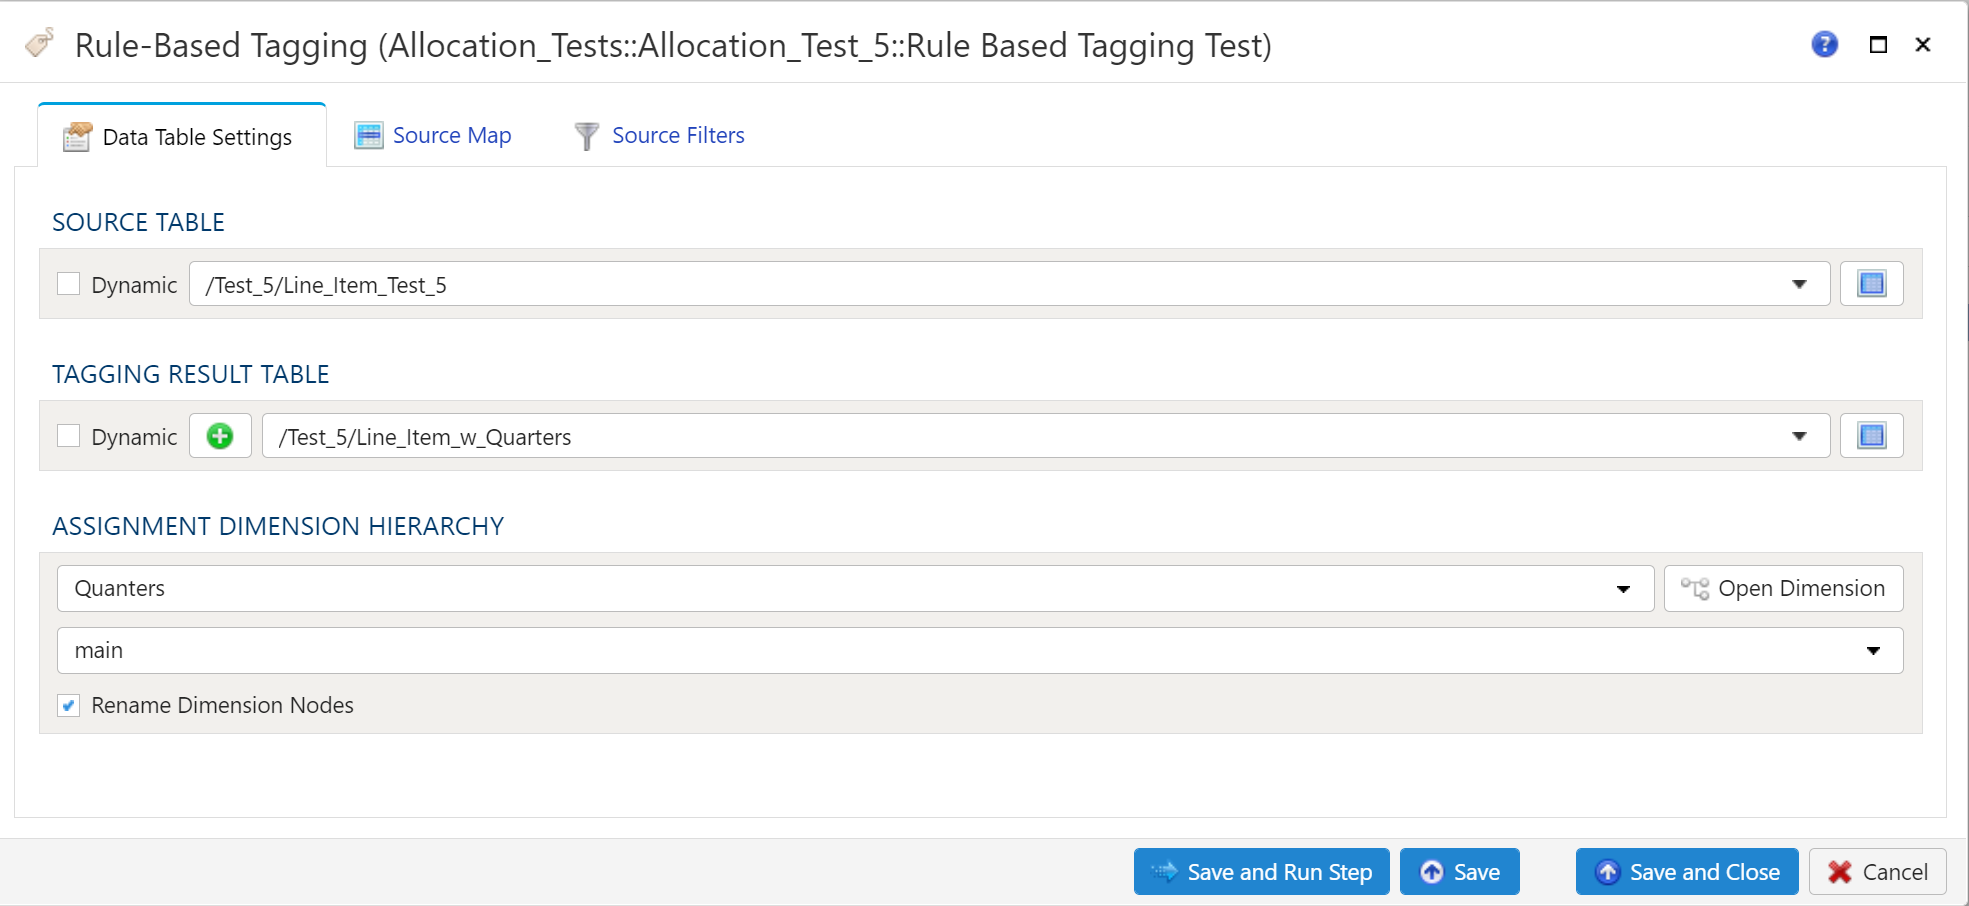 Rule-Based Tagging (Allocation_Tests::Allocation_Test_5::Rule Based Tagging Test)
Data Table Settings
Source Map
Source Filters
SOURCE TABLE
Dynamic
/Test_5/Line_Item_Test_5
TAGGING RESULT TABLE
Dynamic
/Test_5/Line_Item_w_Quarters
ASSIGNMENT DIMENSION HIERARCHY
Quanters
Open Dimension
main
Rename Dimension Nodes
Save and Run Step
Save
Save and Close
Cancel